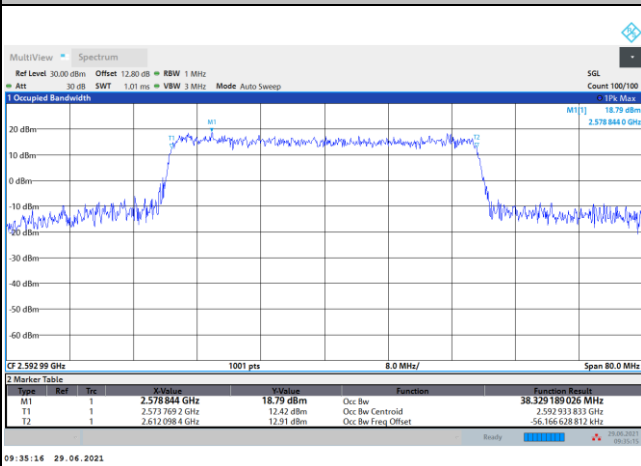 MultiView Spectrum
Ref Level 30.00 dBm Offset 12.80 dB RBW 1 MHz SGL
Att 30 dB SWT 1.01 ms VBW 3 MHz Mode Auto Sweep Count 100/100
1 Occupied Bandwidth 1Pk Max
M1[1] 18.79 dBm
2.578 844 0 GHz
M1
20 dBm
T1 T2
10 dBm
0 dBm
-10 dBm
-20 dBm
-30 dBm
-40 dBm
-50 dBm
-60 dBm
CF 2.592 99 GHz 1001 pts 8.0 MHz/ Span 80.0 MHz
2 Marker Table
Type Ref Trc X-Value Y-Value Function Function Result
M1 1 2.578 844 GHz 18.79 dBm Occ Bw 38.329 189 026 MHz
T1 1 2.573 769 2 GHz 12.42 dBm Occ Bw Centroid 2.592 933 833 GHz
T2 1 2.612 098 4 GHz 12.91 dBm Occ Bw Freq Offset -56.166 628 812 kHz
Ready 29.06.2021
09:35:15
09:35:16 29.06.2021